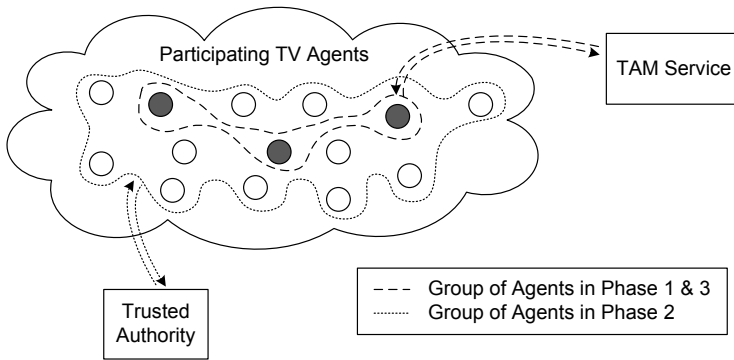 Participating TV Agents
TAM Service
Trusted
Authority
Group of Agents in Phase 1 & 3
Group of Agents in Phase 2